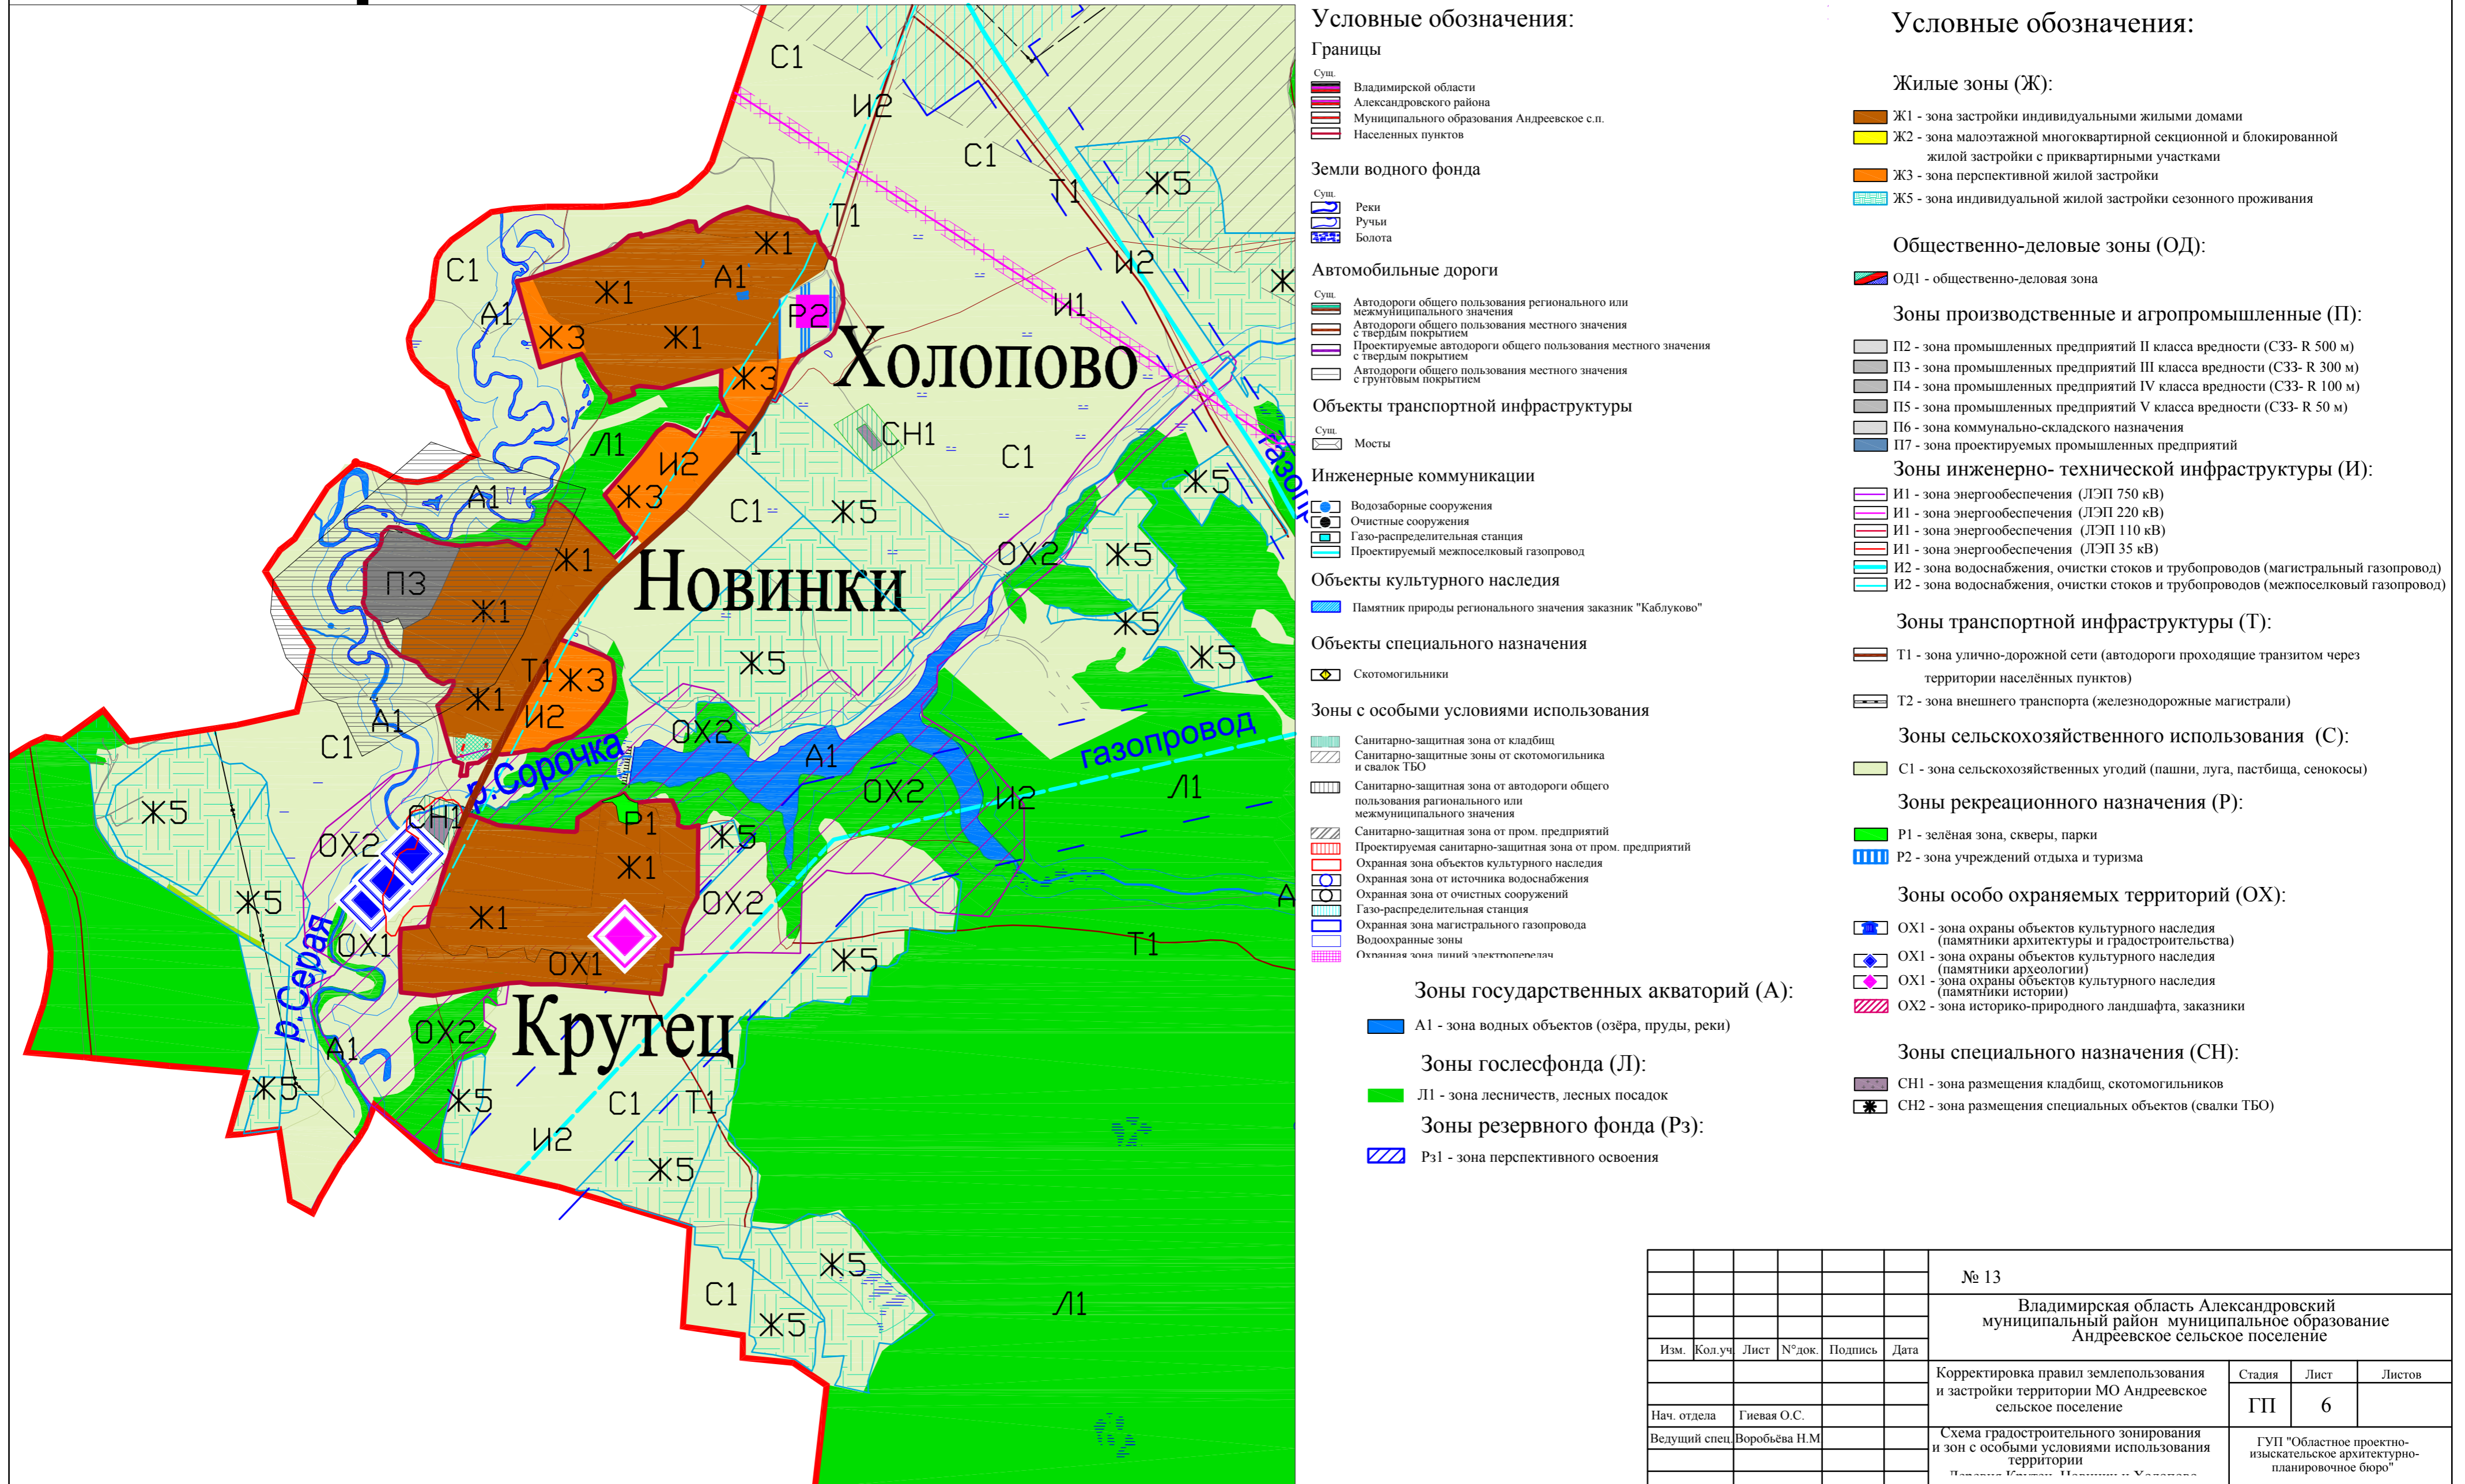 С1
И2
С1
Т1
Ж5
Т1
Ж1
С1
А1
И2
Ж1
Ж
А1
Р2
И1
Ж3
Ж1
Холопово
Ж3
СН1
Л1
Т1
С1
И2
газопр
Ж3
Ж5
А1
С1
Ж5
ОХ2
Ж5
Ж1
П3
Новинки
Ж1
Ж5
Ж5
Ж5
Т1
Ж3
Ж1
И2
А1
ОХ2
газопровод
С1
р.Сорочка
А1
Ж5
ОХ2
И2
Л1
СН1
Р1
Ж5
ОХ2
Ж1
Ж5
ОХ2
А
Ж1
р.Серая
ОХ1
ОХ1
Ж5
Т1
Крутец
ОХ2
А1
Ж5
Ж5
С1
Т1
И2
Ж5
Ж5
С1
Л1
Ж5
Условные обозначения:
Границы
Сущ.
Владимирской области
Александровского района
Муниципального образования Андреевское с.п.
Населенных пунктов
Земли водного фонда
Сущ.
Реки
Ручьи
Болота
Автомобильные дороги
Сущ.
Автодороги общего пользования регионального или
межмуниципального значения
Автодороги общего пользования местного значения
с твердым покрытием
Проектируемые автодороги общего пользования местного значения
с твердым покрытием
Автодороги общего пользования местного значения
с грунтовым покрытием
Объекты транспортной инфраструктуры
Сущ.
Мосты
Инженерные коммуникации
Водозаборные сооружения
Очистные сооружения
Газо-распределительная станция
Проектируемый межпоселковый газопровод
Объекты культурного наследия
Памятник природы регионального значения заказник "Каблуково"
Объекты специального назначения
Скотомогильники
Зоны с особыми условиями использования
Санитарно-защитная зона от кладбищ
Санитарно-защитные зоны от скотомогильника
и свалок ТБО
Санитарно-защитная зона от автодороги общего
пользования рагионального или
межмуниципального значения
Санитарно-защитная зона от пром. предприятий
Проектируемая санитарно-защитная зона от пром. предприятий
Охранная зона объектов культурного наследия
Охранная зона от источника водоснабжения
Охранная зона от очистных сооружений
Газо-распределительная станция
Охранная зона магистрального газопровода
Водоохранные зоны
Охранная зона линий электропередач
Зоны государственных акваторий (А):
А1 - зона водных объектов (озёра, пруды, реки)
Зоны гослесфонда (Л):
Л1 - зона лесничеств, лесных посадок
Зоны резервного фонда (Рз):
Рз1 - зона перспективного освоения
Условные обозначения:
Жилые зоны (Ж):
Ж1 - зона застройки индивидуальными жилыми домами
Ж2 - зона малоэтажной многоквартирной секционной и блокированной
жилой застройки с приквартирными участками
Ж3 - зона перспективной жилой застройки
Ж5 - зона индивидуальной жилой застройки сезонного проживания
Общественно-деловые зоны (ОД):
ОД1 - общественно-деловая зона
Зоны производственные и агропромышленные (П):
П2 - зона промышленных предприятий II класса вредности (СЗЗ- R 500 м)
П3 - зона промышленных предприятий III класса вредности (СЗЗ- R 300 м)
П4 - зона промышленных предприятий IV класса вредности (СЗЗ- R 100 м)
П5 - зона промышленных предприятий V класса вредности (СЗЗ- R 50 м)
П6 - зона коммунально-складского назначения
П7 - зона проектируемых промышленных предприятий
Зоны инженерно- технической инфраструктуры (И):
И1 - зона энергообеспечения (ЛЭП 750 кВ)
И1 - зона энергообеспечения (ЛЭП 220 кВ)
И1 - зона энергообеспечения (ЛЭП 110 кВ)
И1 - зона энергообеспечения (ЛЭП 35 кВ)
И2 - зона водоснабжения, очистки стоков и трубопроводов (магистральный газопровод)
И2 - зона водоснабжения, очистки стоков и трубопроводов (межпоселковый газопровод)
Зоны транспортной инфраструктуры (Т):
Т1 - зона улично-дорожной сети (автодороги проходящие транзитом через
территории населённых пунктов)
Т2 - зона внешнего транспорта (железнодорожные магистрали)
Зоны сельскохозяйственного использования (С):
С1 - зона сельскохозяйственных угодий (пашни, луга, пастбища, сенокосы)
Зоны рекреационного назначения (Р):
Р1 - зелёная зона, скверы, парки
Р2 - зона учреждений отдыха и туризма
Зоны особо охраняемых территорий (ОХ):
ОХ1 - зона охраны объектов культурного наследия
(памятники архитектуры и градостроительства)
ОХ1 - зона охраны объектов культурного наследия
(памятники археологии)
ОХ1 - зона охраны объектов культурного наследия
(памятники истории)
ОХ2 - зона историко-природного ландшафта, заказники
Зоны специального назначения (СН):
СН1 - зона размещения кладбищ, скотомогильников
СН2 - зона размещения специальных объектов (свалки ТБО)
№ 13
Владимирская область Александровский
муниципальный район муниципальное образование
Андреевское сельское поселение
Изм. Кол.уч Лист N°док. Подпись Дата
Корректировка правил землепользования
и застройки территории МО Андреевское
сельское поселение
Стадия Лист Листов
ГП 6
Нач. отдела Гиевая О.С.
Ведущий спец. Воробьёва Н.М
Схема градостроительного зонирования
и зон с особыми условиями использования
территории
Деревня Крутец, Новинки и Холопово
ГУП "Областное проектно-
изыскательское архитектурно-
планировочное бюро"